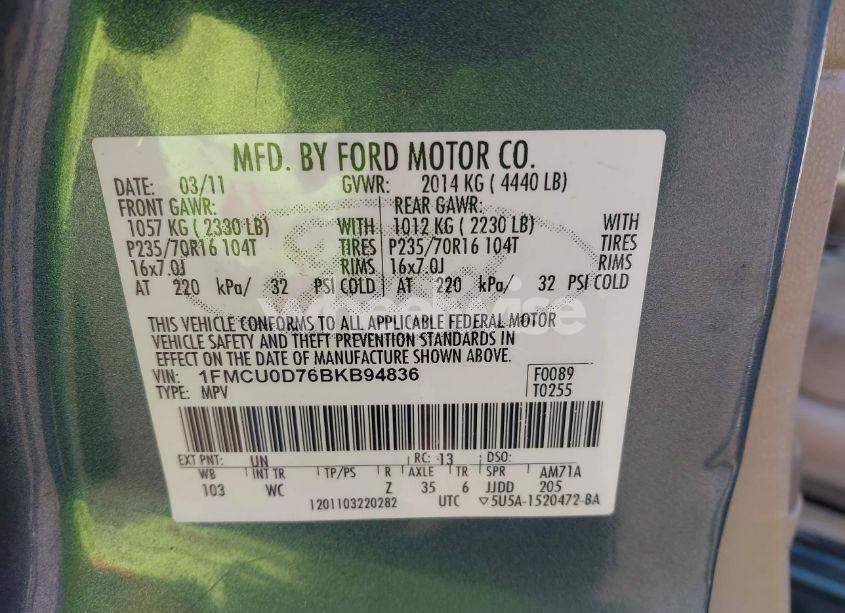 MFD. BY FORD MOTOR CO.
DATE: 03/11 GVWR: 2014 KG ( 4440 LB)
FRONT GAWR: REAR GAWR:
1057 KG ( 2330 LB) WITH 1012 KG ( 2230 LB) WITH
P235/70R16 104T TIRES P235/70R16 104T TIRES
16x7.0J RIMS 16x7.0J RIMS
AT 220 kPa/ 32 PSI COLD AT 220 kPa/ 32 PSI COLD
wheelwise
THIS VEHICLE CONFORMS TO ALL APPLICABLE FEDERAL MOTOR
VEHICLE SAFETY AND THEFT PREVENTION STANDARDS IN
EFFECT ON THE DATE OF MANUFACTURE SHOWN ABOVE.
VIN: 1FMCU0D76BKB94836 F0089
TYPE: MPV T0255
EXT PNT: UN RC: 13 DSO:
WB INT TR TP/PS R AXLE TR SPR AM71A
103 WC Z 35 6 JJDD 205
1201103220282 UTC ▽5U5A-1520472-BA